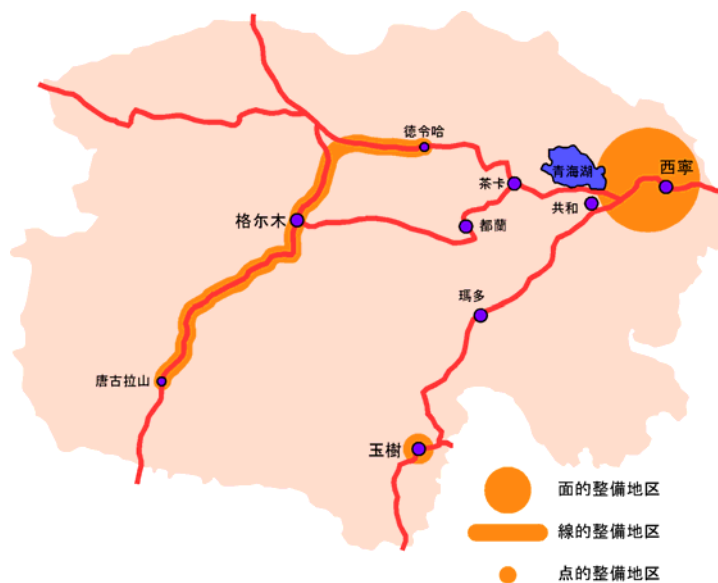 徳令哈
青海湖
西寧
茶卡
共和
格尔木
都蘭
瑪多
唐古拉山
玉樹
面的整備地区
線的整備地区
点的整備地区